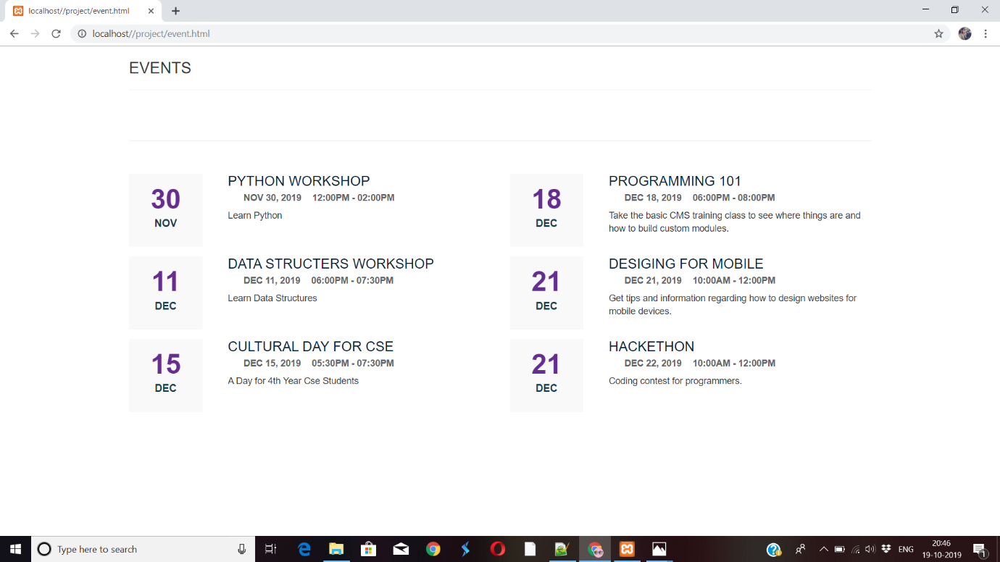 localhost//project/event.html
localhost//project/event.html
EVENTS
30
NOV
PYTHON WORKSHOP
NOV 30, 2019 12:00PM - 02:00PM
Learn Python
18
DEC
PROGRAMMING 101
DEC 18, 2019 06:00PM - 08:00PM
Take the basic CMS training class to see where things are and
how to build custom modules.
11
DEC
DATA STRUCTERS WORKSHOP
DEC 11, 2019 06:00PM - 07:30PM
Learn Data Structures
21
DEC
DESIGING FOR MOBILE
DEC 21, 2019 10:00AM - 12:00PM
Get tips and information regarding how to design websites for
mobile devices.
15
DEC
CULTURAL DAY FOR CSE
DEC 15, 2019 05:30PM - 07:30PM
A Day for 4th Year Cse Students
21
DEC
HACKETHON
DEC 22, 2019 10:00AM - 12:00PM
Coding contest for programmers.
Type here to search
ENG
20:46
19-10-2019
1